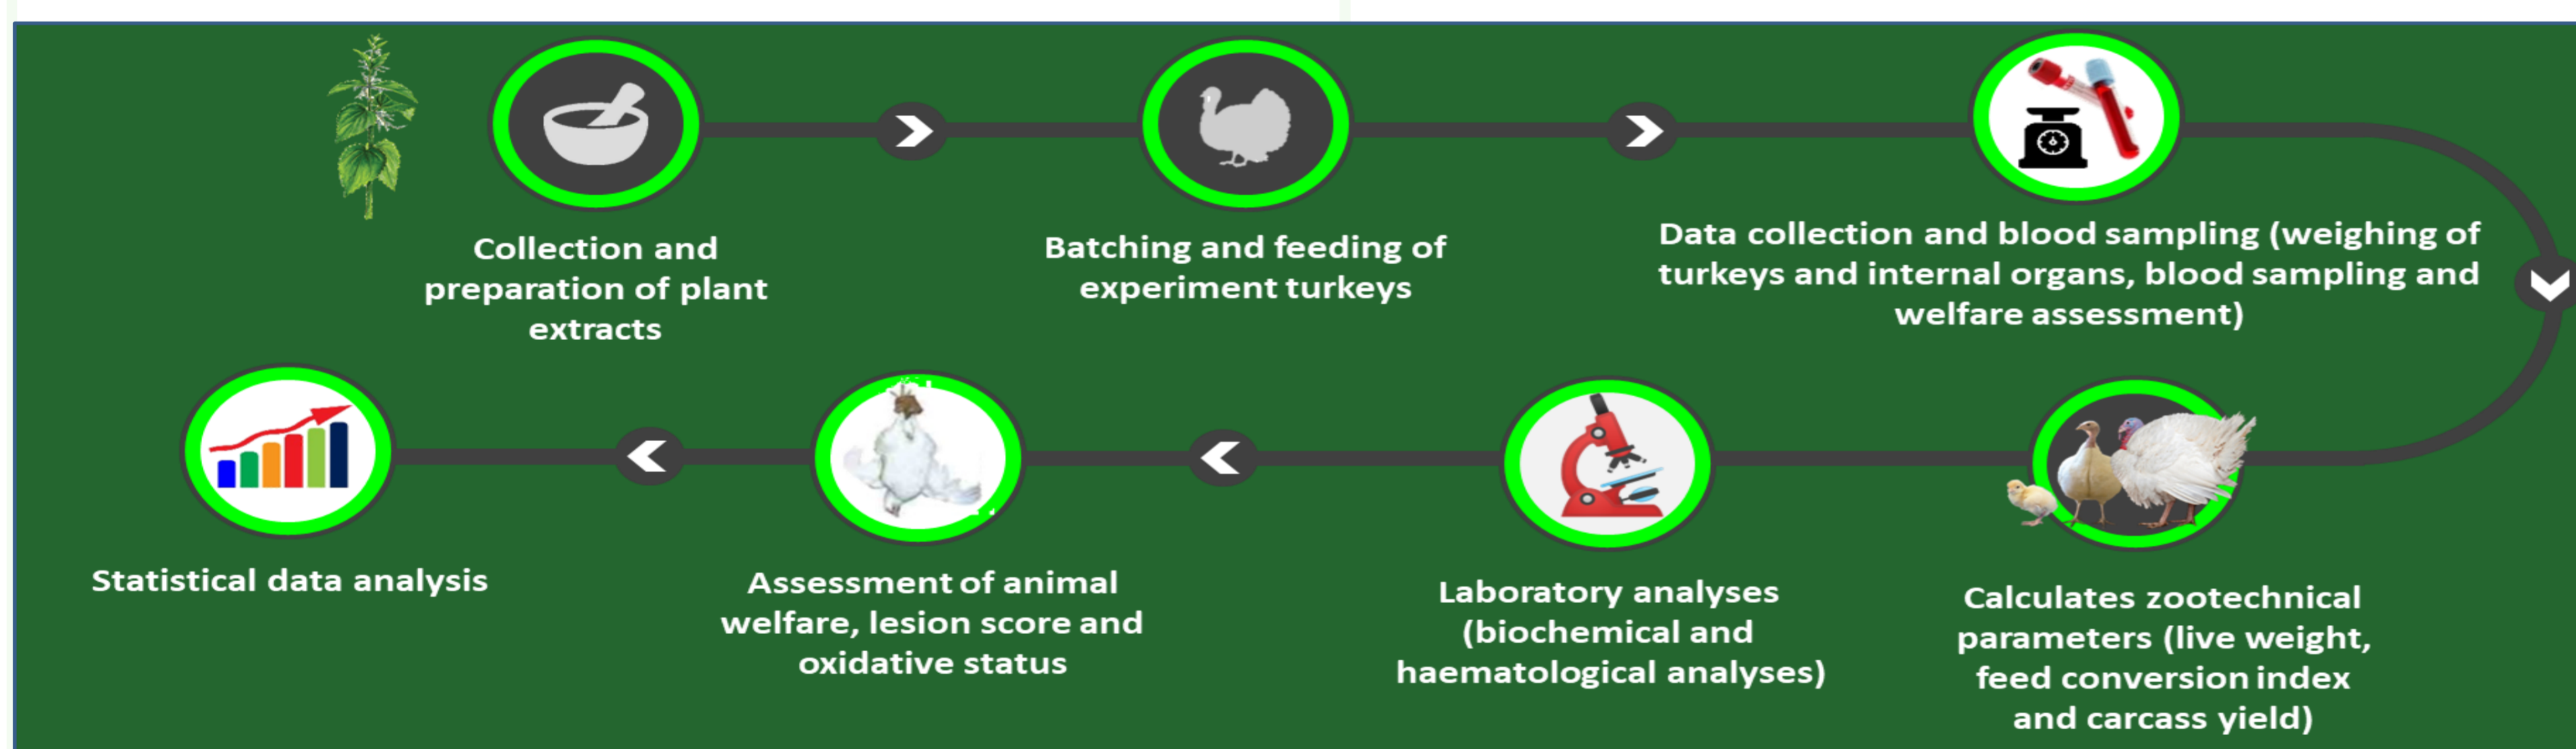 Collection and
preparation of plant
extracts
Batching and feeding of
experiment turkeys
Data collection and blood sampling (weighing of
turkeys and internal organs, blood sampling and
welfare assessment)
Calculates zootechnical
parameters (live weight,
feed conversion index
and carcass yield)
Laboratory analyses
(biochemical and
haematological analyses)
Assessment of animal
welfare, lesion score and
oxidative status
Statistical data analysis